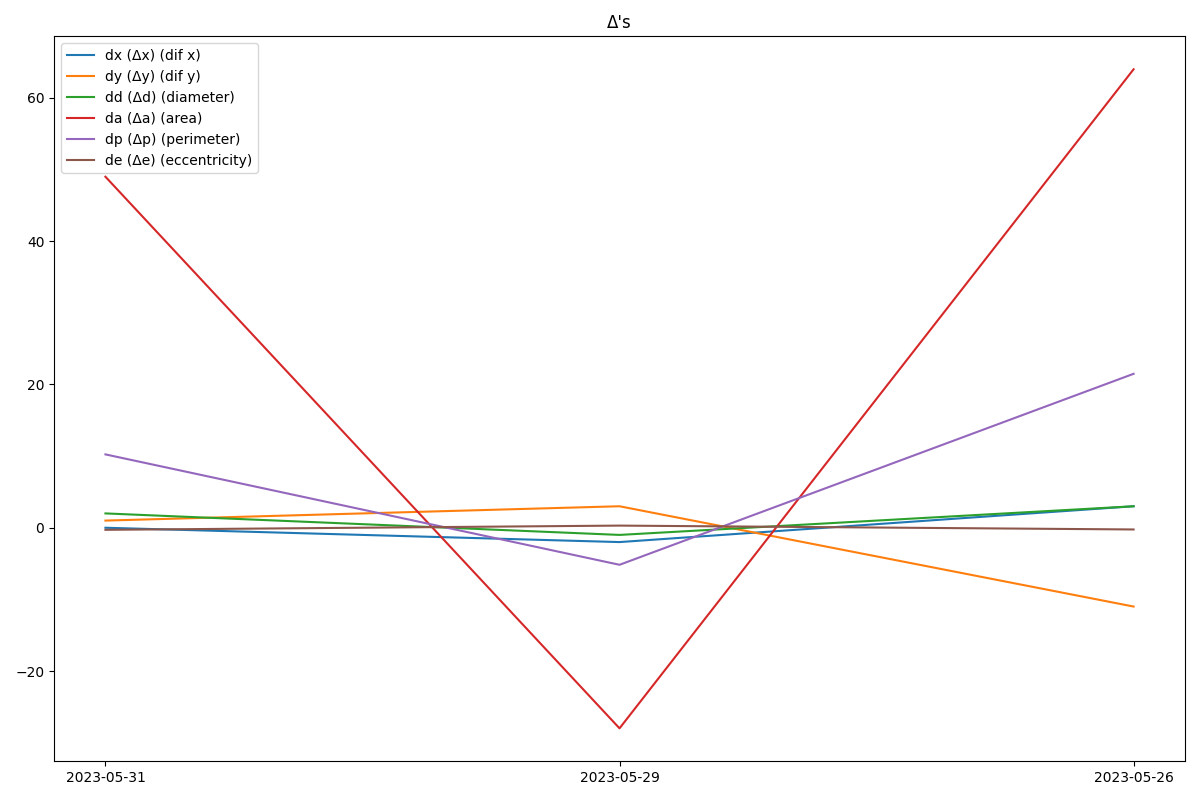 Δ's
dx (Δx) (dif x)
dy (Δy) (dif y)
dd (Δd) (diameter)
da (Δa) (area)
dp (Δp) (perimeter)
de (Δe) (eccentricity)
60
40
20
0
−20
2023-05-31
2023-05-29
2023-05-26